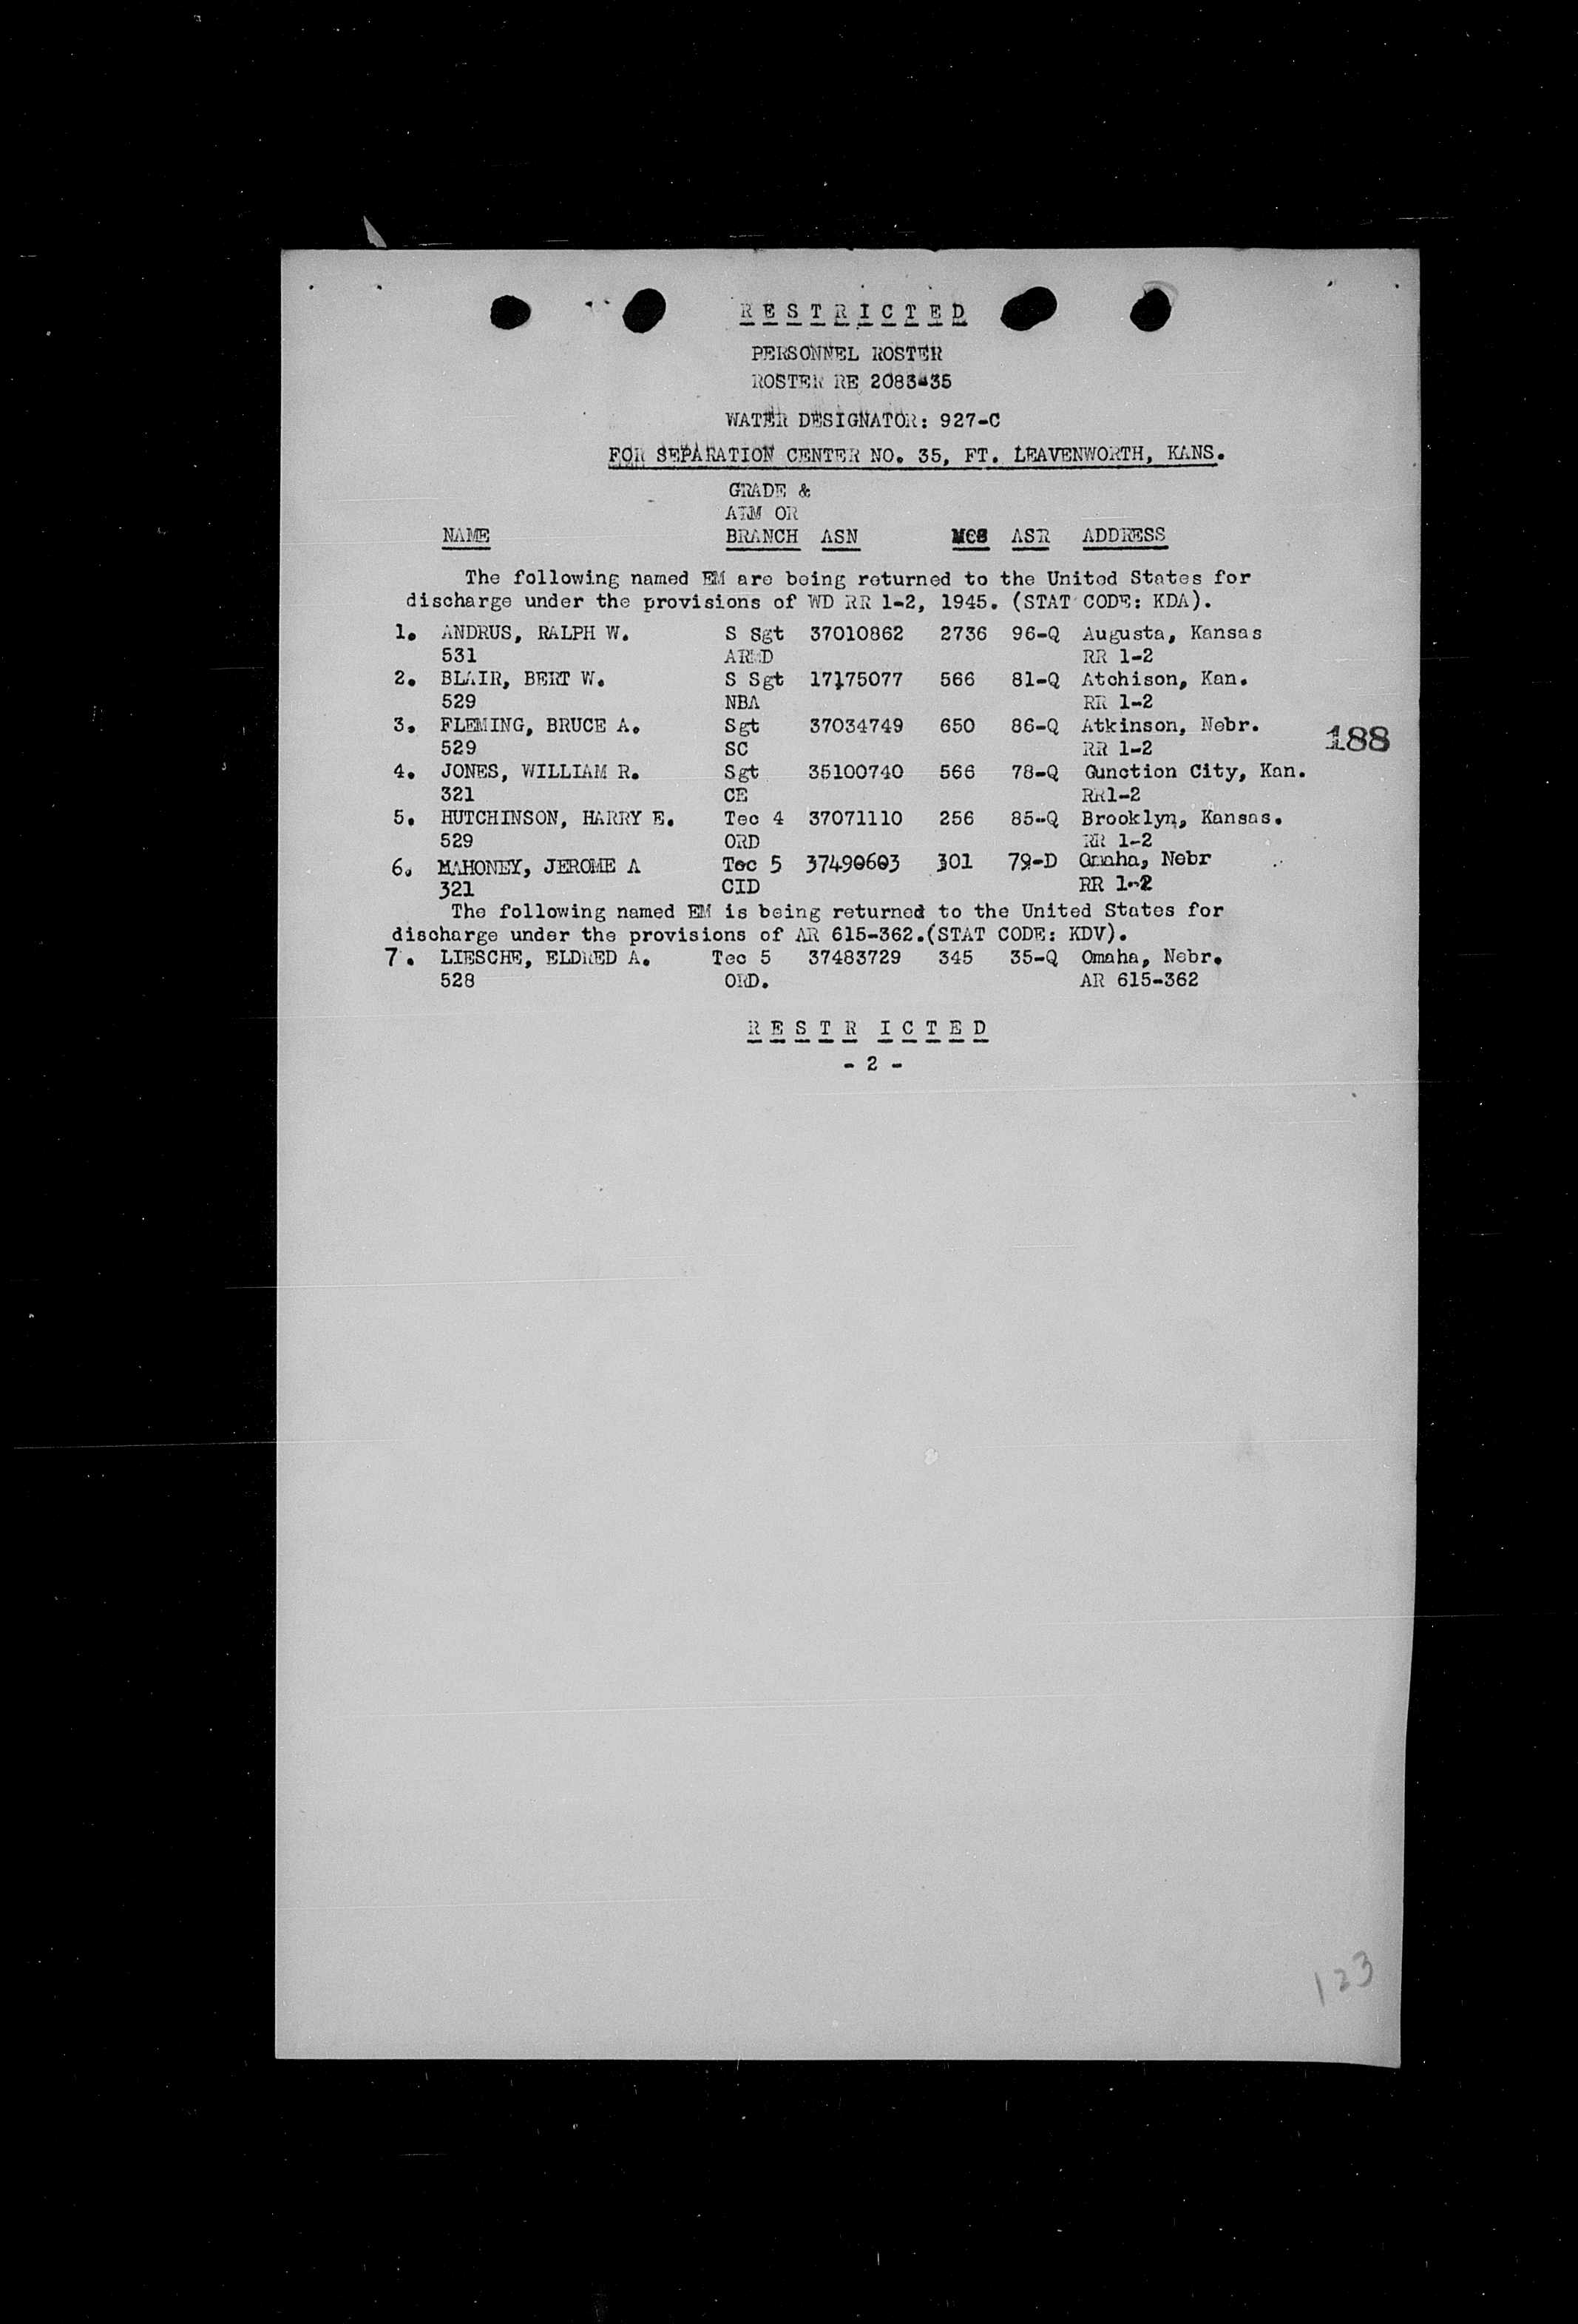 R E S T R I C T E D
PERSONNEL ROSTER
ROSTER RE 2083-35
WATER DESIGNATOR: 927-C
FOR SEPARATION CENTER NO. 35, FT. LEAVENWORTH, KANS.
GRADE &
ARM OR
NAME BRANCH ASN MOS ASR ADDRESS
The following named EM are being returned to the United States for
discharge under the provisions of WD RR 1-2, 1945. (STAT CODE: KDA).
1. ANDRUS, RALPH W. S Sgt 37010862 2736 96-Q Augusta, Kansas
531 ARMD RR 1-2
2. BLAIR, BERT W. S Sgt 17175077 566 81-Q Atchison, Kan.
529 NBA RR 1-2
3. FLEMING, BRUCE A. Sgt 37034749 650 86-Q Atkinson, Nebr.
188
529 SC RR 1-2
4. JONES, WILLIAM R. Sgt 35100740 566 78-Q Gunction City, Kan.
321 CE RR1-2
5. HUTCHINSON, HARRY E. Tec 4 37071110 256 85-Q Brooklyn, Kansas.
529 ORD RR 1-2
6. MAHONEY, JEROME A Tec 5 37490603 301 79-D Omaha, Nebr
321 CID RR 1-2
The following named EM is being returned to the United States for
discharge under the provisions of AR 615-362.(STAT CODE: KDV).
7. LIESCHE, ELDRED A. Tec 5 37483729 345 35-Q Omaha, Nebr.
528 ORD. AR 615-362
R E S T R I C T E D
- 2 -
123